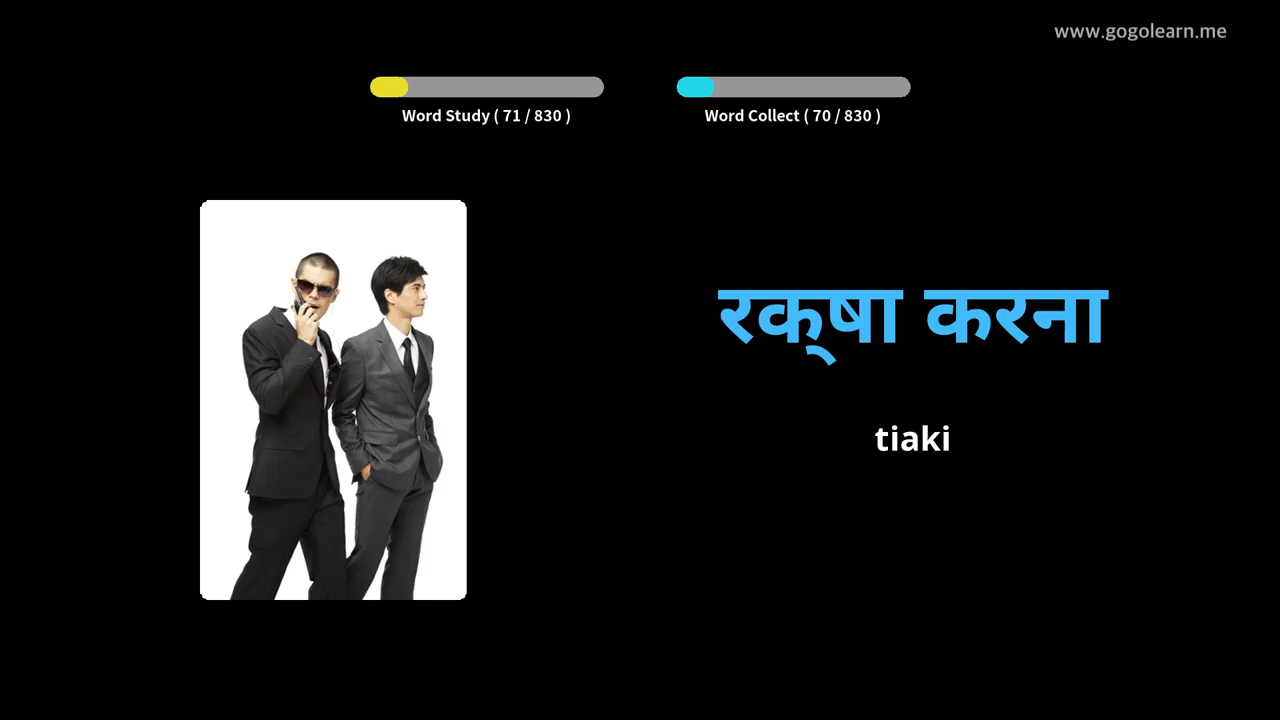 www.gogolearn.me
Word Study ( 71 / 830 )
Word Collect ( 70 / 830 )
रक्‌षा करना
tiaki